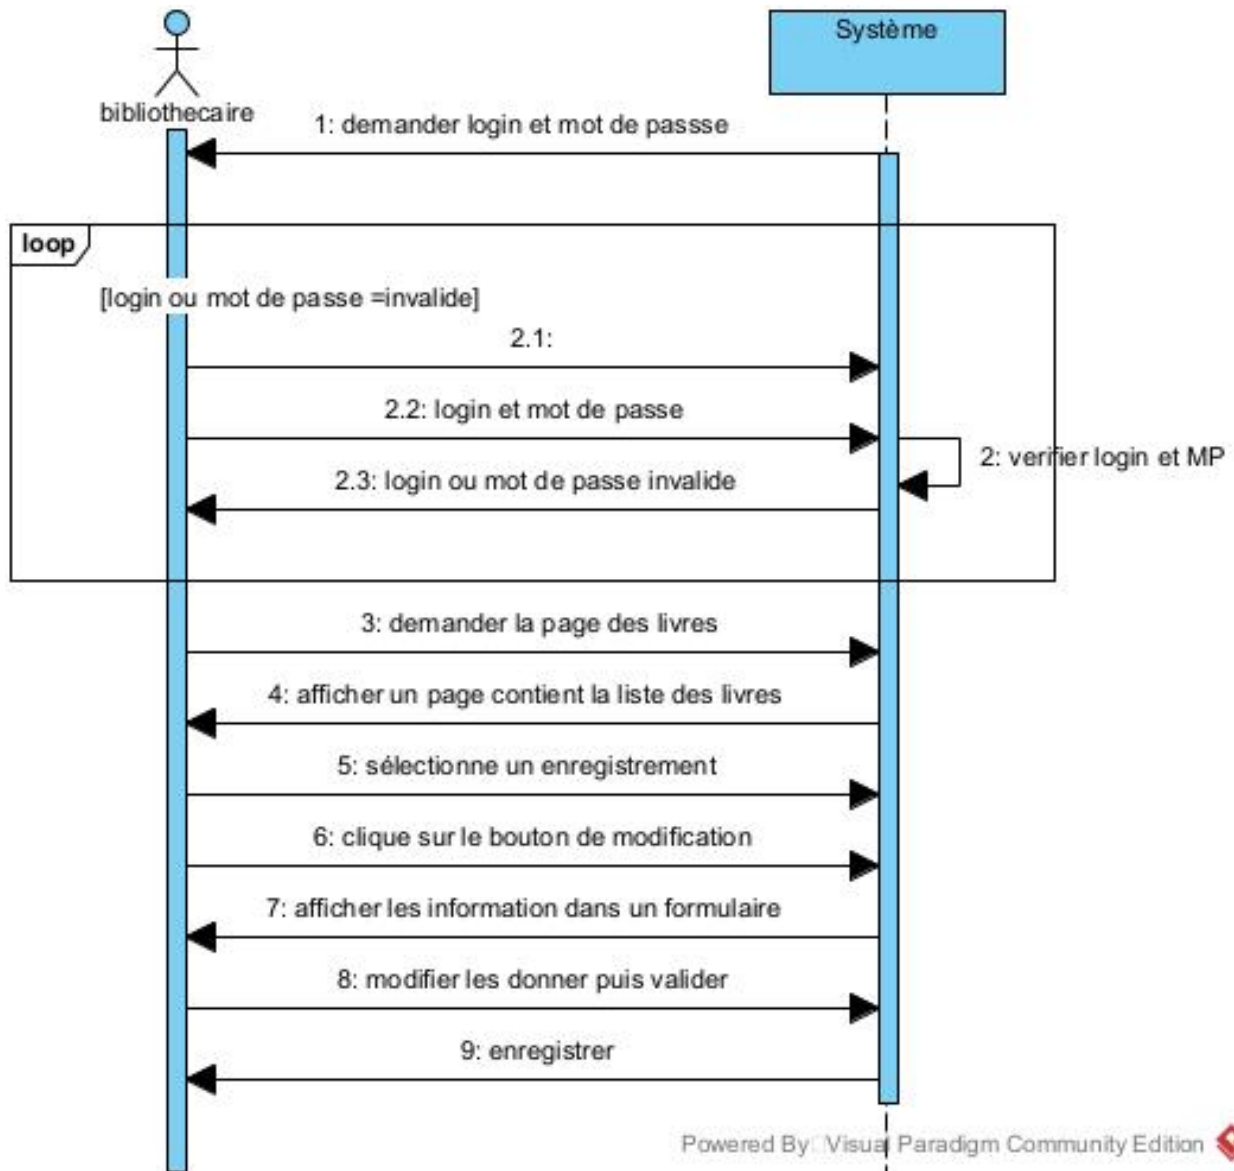 Système
bibliothecaire
1: demander login et mot de passse
loop
[login ou mot de passe =invalide]
2.1:
2.2: login et mot de passe
2: verifier login et MP
2.3: login ou mot de passe invalide
3: demander la page des livres
4: afficher un page contient la liste des livres
5: sélectionne un enregistrement
6: clique sur le bouton de modification
7: afficher les information dans un formulaire
8: modifier les donner puis valider
9: enregistrer
Powered By Visual Paradigm Community Edition